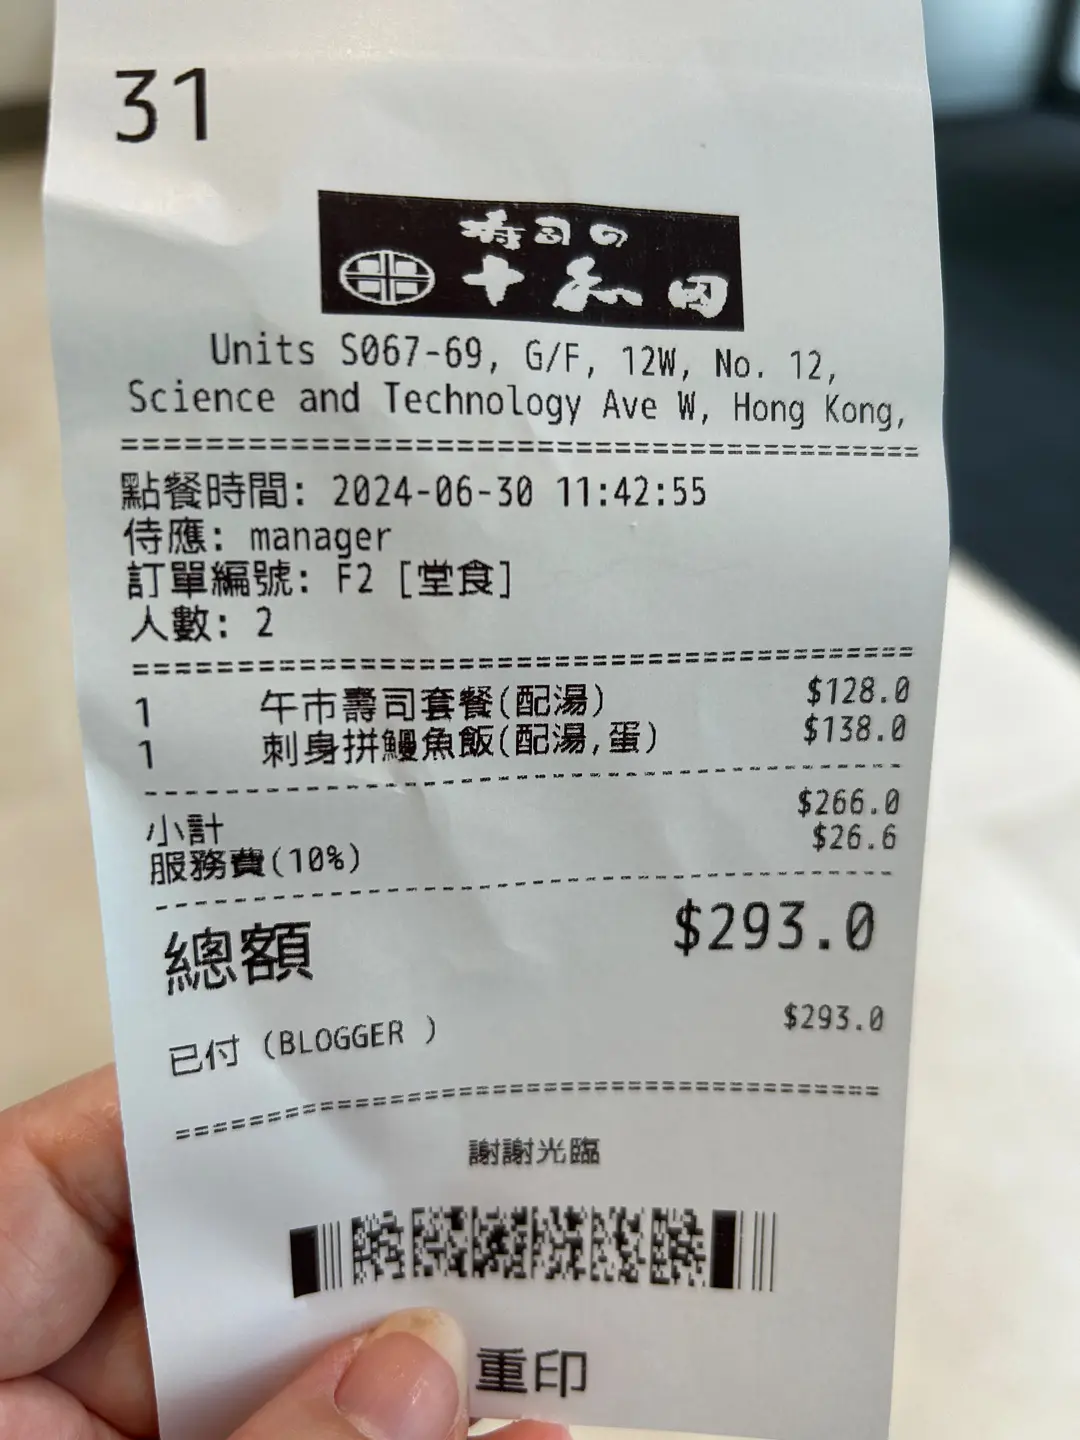 31
寿司の
十和田
Units S067-69, G/F, 12W, No. 12,
Science and Technology Ave W, Hong Kong,
========================================
點餐時間: 2024-06-30 11:42:55
侍應: manager
訂單編號: F2 [堂食]
人數: 2
========================================
1 午市壽司套餐(配湯) $128.0
1 刺身拼鰻魚飯(配湯,蛋) $138.0
----------------------------------------
小計 $266.0
服務費(10%) $26.6
----------------------------------------
總額 $293.0
已付 (BLOGGER ) $293.0
========================================
謝謝光臨
重印